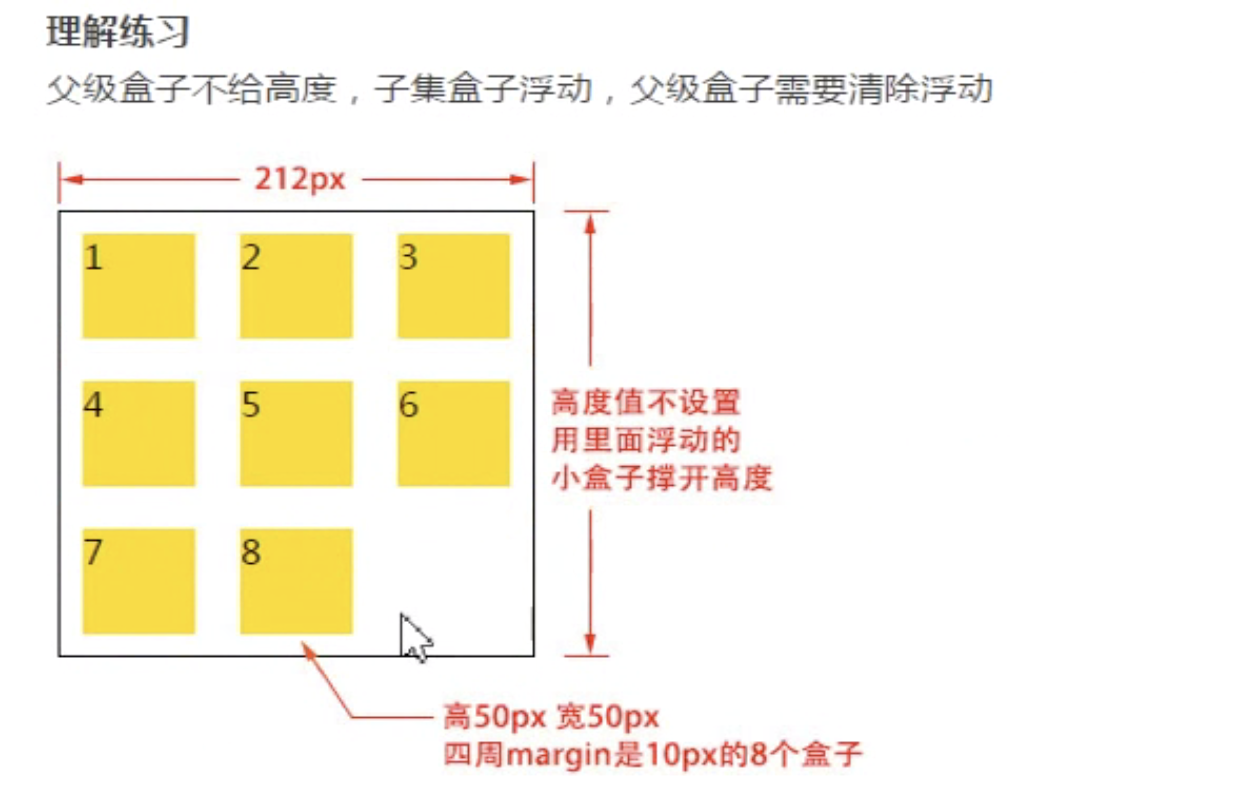 理解练习
父级盒子不给高度，子集盒子浮动，父级盒子需要清除浮动
212px
1 2 3
4 5 6
7 8
高度值不设置
用里面浮动的
小盒子撑开高度
高50px 宽50px
四周margin是10px的8个盒子